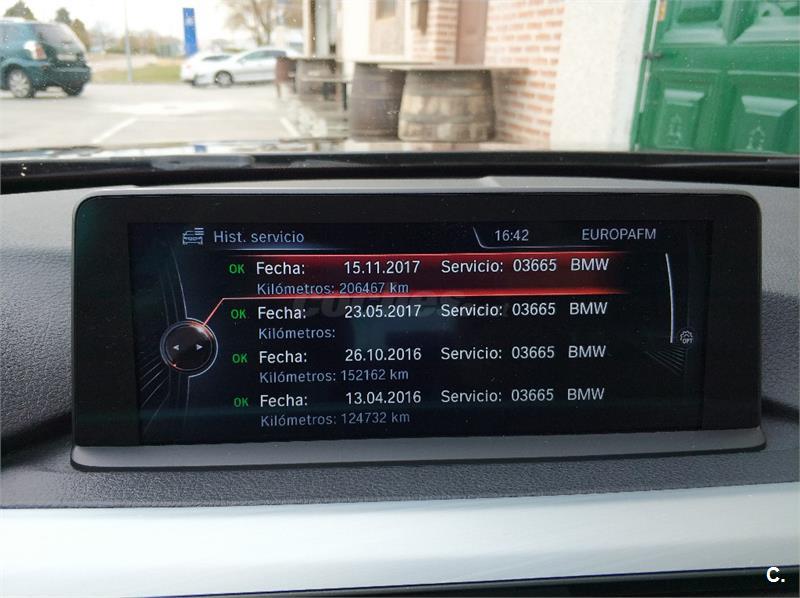 Hist. servicio 16:42 EUROPAFM
OK Fecha: 15.11.2017 Servicio: 03665 BMW
Kilómetros: 206467 km
OK Fecha: 23.05.2017 Servicio: 03665 BMW
Kilómetros:
OK Fecha: 26.10.2016 Servicio: 03665 BMW
Kilómetros: 152162 km
OK Fecha: 13.04.2016 Servicio: 03665 BMW
Kilómetros: 124732 km
OPT
C.